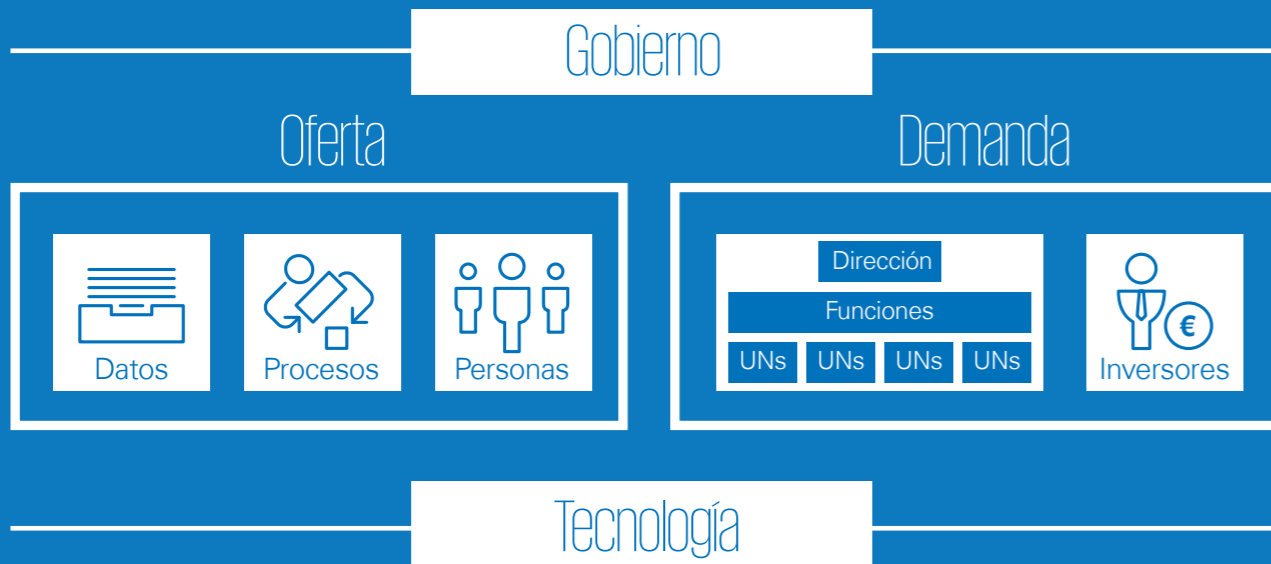 Gobierno
Oferta
Demanda
Datos
Procesos
Personas
Dirección
Funciones
UNs
UNs
UNs
UNs
€
Inversores
Tecnología